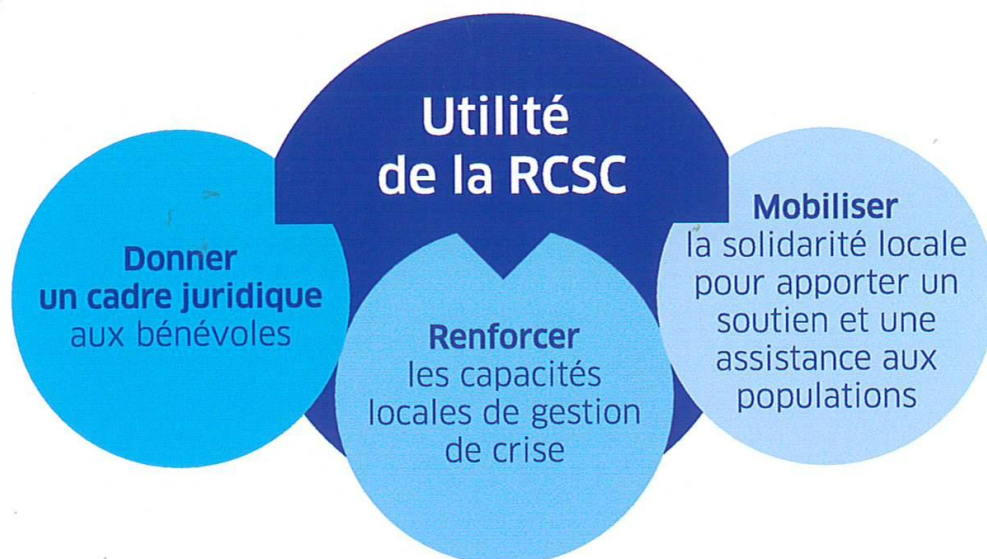 Utilité
de la RCSC
Donner
un cadre juridique
aux bénévoles
Renforcer
les capacités
locales de gestion
de crise
Mobiliser
la solidarité locale
pour apporter un
soutien et une
assistance aux
populations